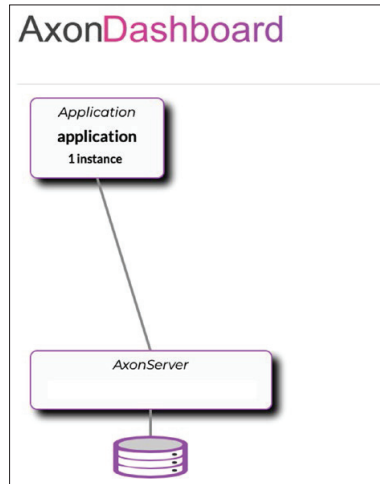 AxonDashboard
Application
application
1 instance
AxonServer